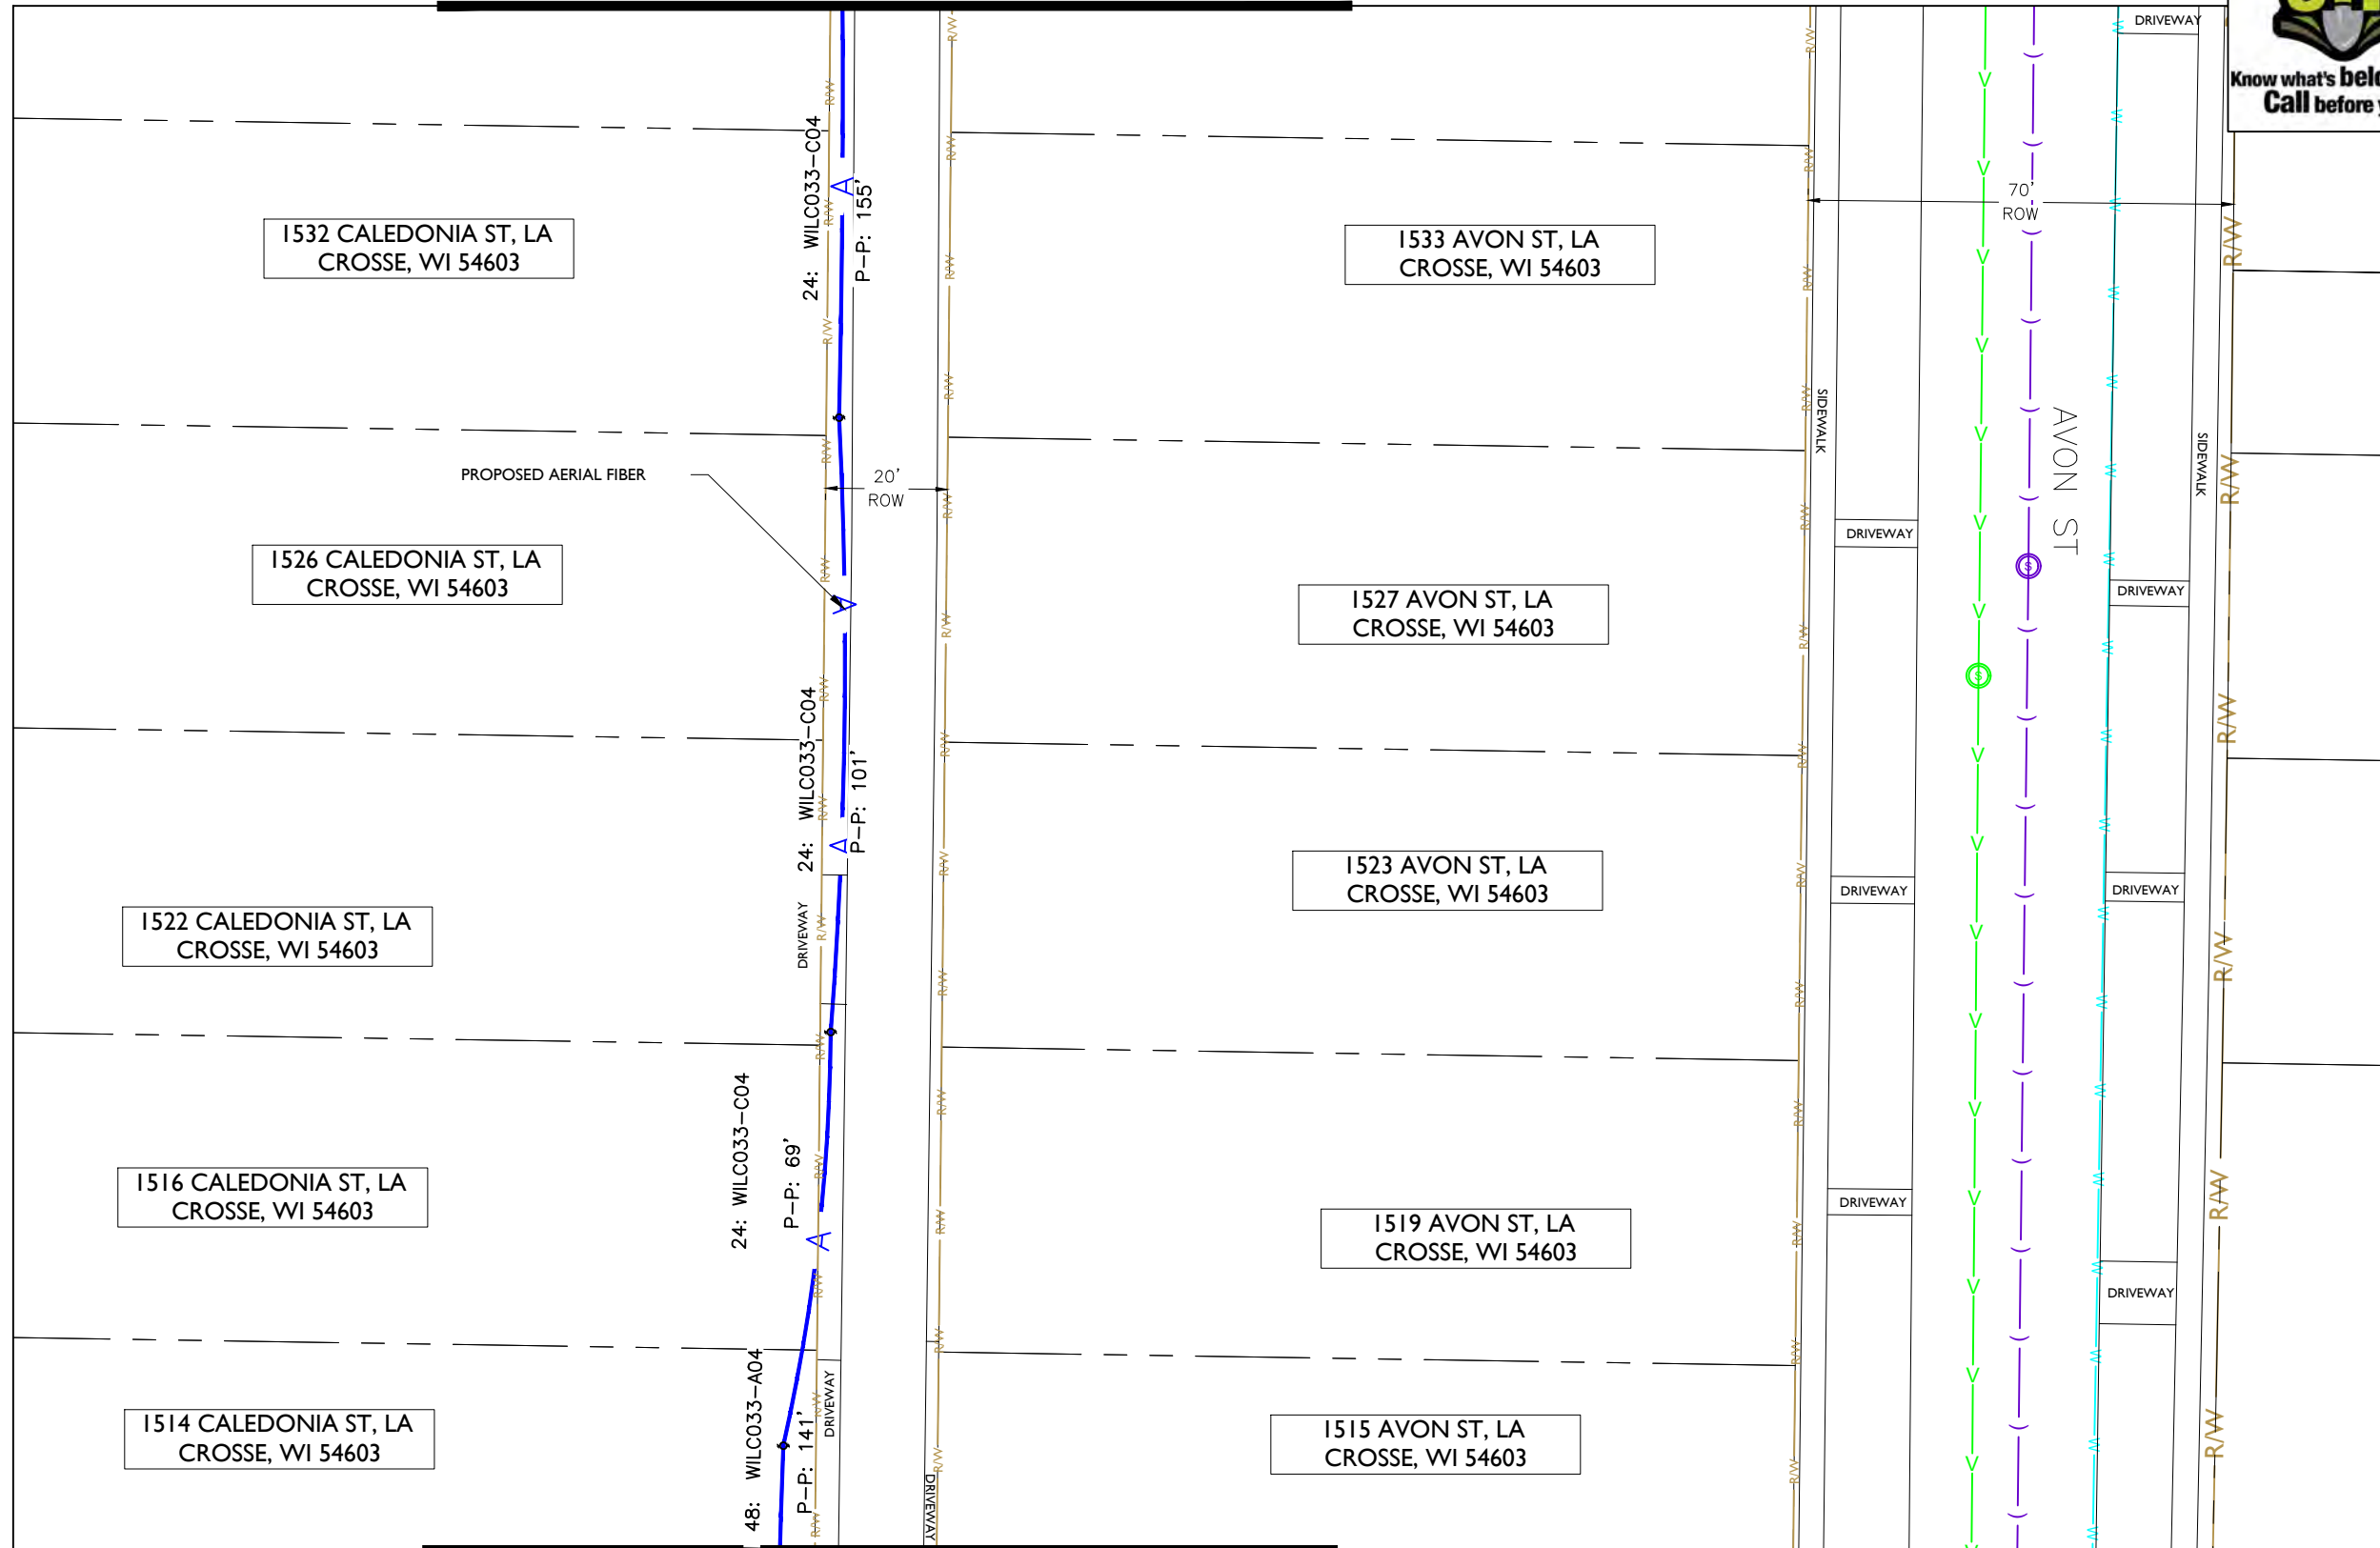 DRIVEWAY
Know what's
Call before
24: WILC033-C04
P-P: 155'
1532 CALEDONIA ST, LA
CROSSE, WI 54603
1533 AVON ST, LA
CROSSE, WI 54603
70'
ROW
SIDEWALK
AVON ST
SIDEWALK
PROPOSED AERIAL FIBER
20'
ROW
DRIVEWAY
1526 CALEDONIA ST, LA
CROSSE, WI 54603
1527 AVON ST, LA
CROSSE, WI 54603
DRIVEWAY
24: WILC033-C04
P-P: 101'
1523 AVON ST, LA
CROSSE, WI 54603
DRIVEWAY
DRIVEWAY
1522 CALEDONIA ST, LA
CROSSE, WI 54603
DRIVEWAY
24: WILC033-C04
P-P: 69'
1516 CALEDONIA ST, LA
CROSSE, WI 54603
1519 AVON ST, LA
CROSSE, WI 54603
DRIVEWAY
DRIVEWAY
48: WILC033-A04
P-P: 141'
DRIVEWAY
1514 CALEDONIA ST, LA
CROSSE, WI 54603
1515 AVON ST, LA
CROSSE, WI 54603
DRIVEWAY
R/W
R/W
R/W
R/W
R/W
R/W